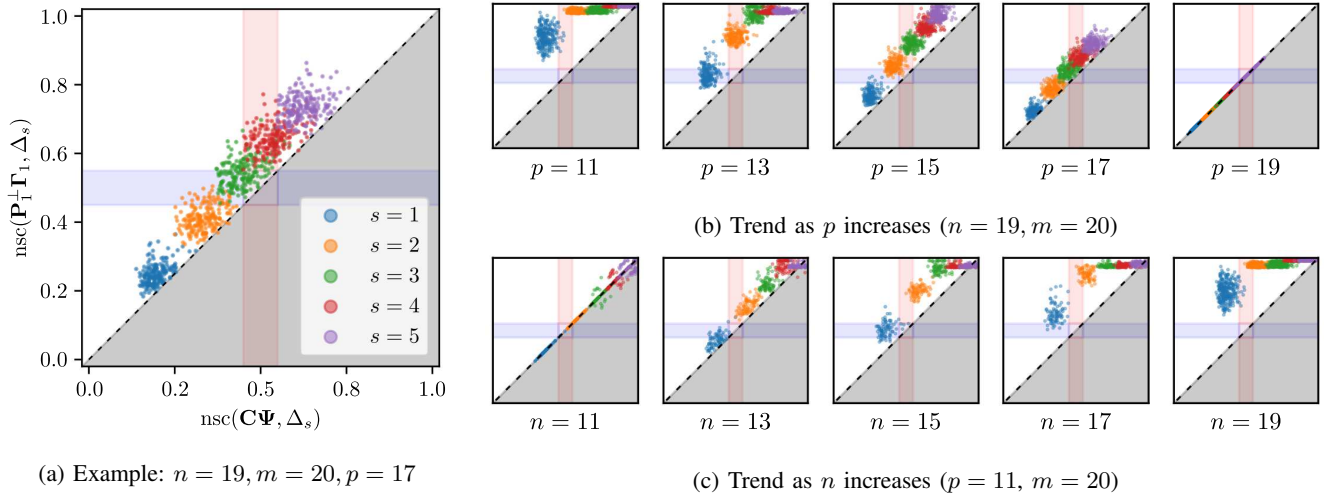 1.0
0.8
0.6
0.4
0.2
0.0
nsc(P₁^⊥Γ₁, Δₛ)
0.0 0.2 0.5 0.8 1.0
nsc(CΨ, Δₛ)
s = 1
s = 2
s = 3
s = 4
s = 5
(a) Example: n = 19, m = 20, p = 17
p = 11 p = 13 p = 15 p = 17 p = 19
(b) Trend as p increases (n = 19, m = 20)
n = 11 n = 13 n = 15 n = 17 n = 19
(c) Trend as n increases (p = 11, m = 20)